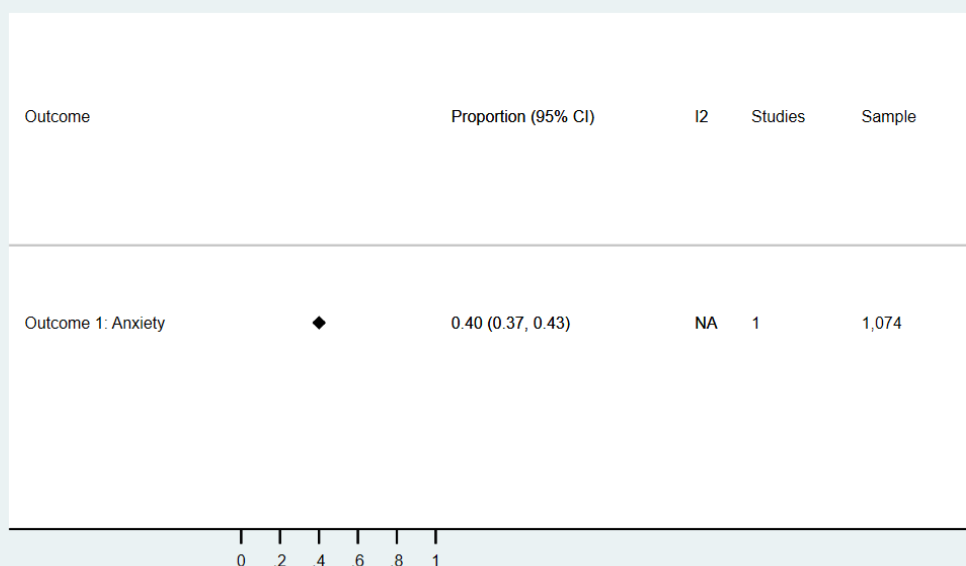 Outcome Proportion (95% CI) I2 Studies Sample
Outcome 1: Anxiety 0.40 (0.37, 0.43) NA 1 1,074
0 .2 .4 .6 .8 1